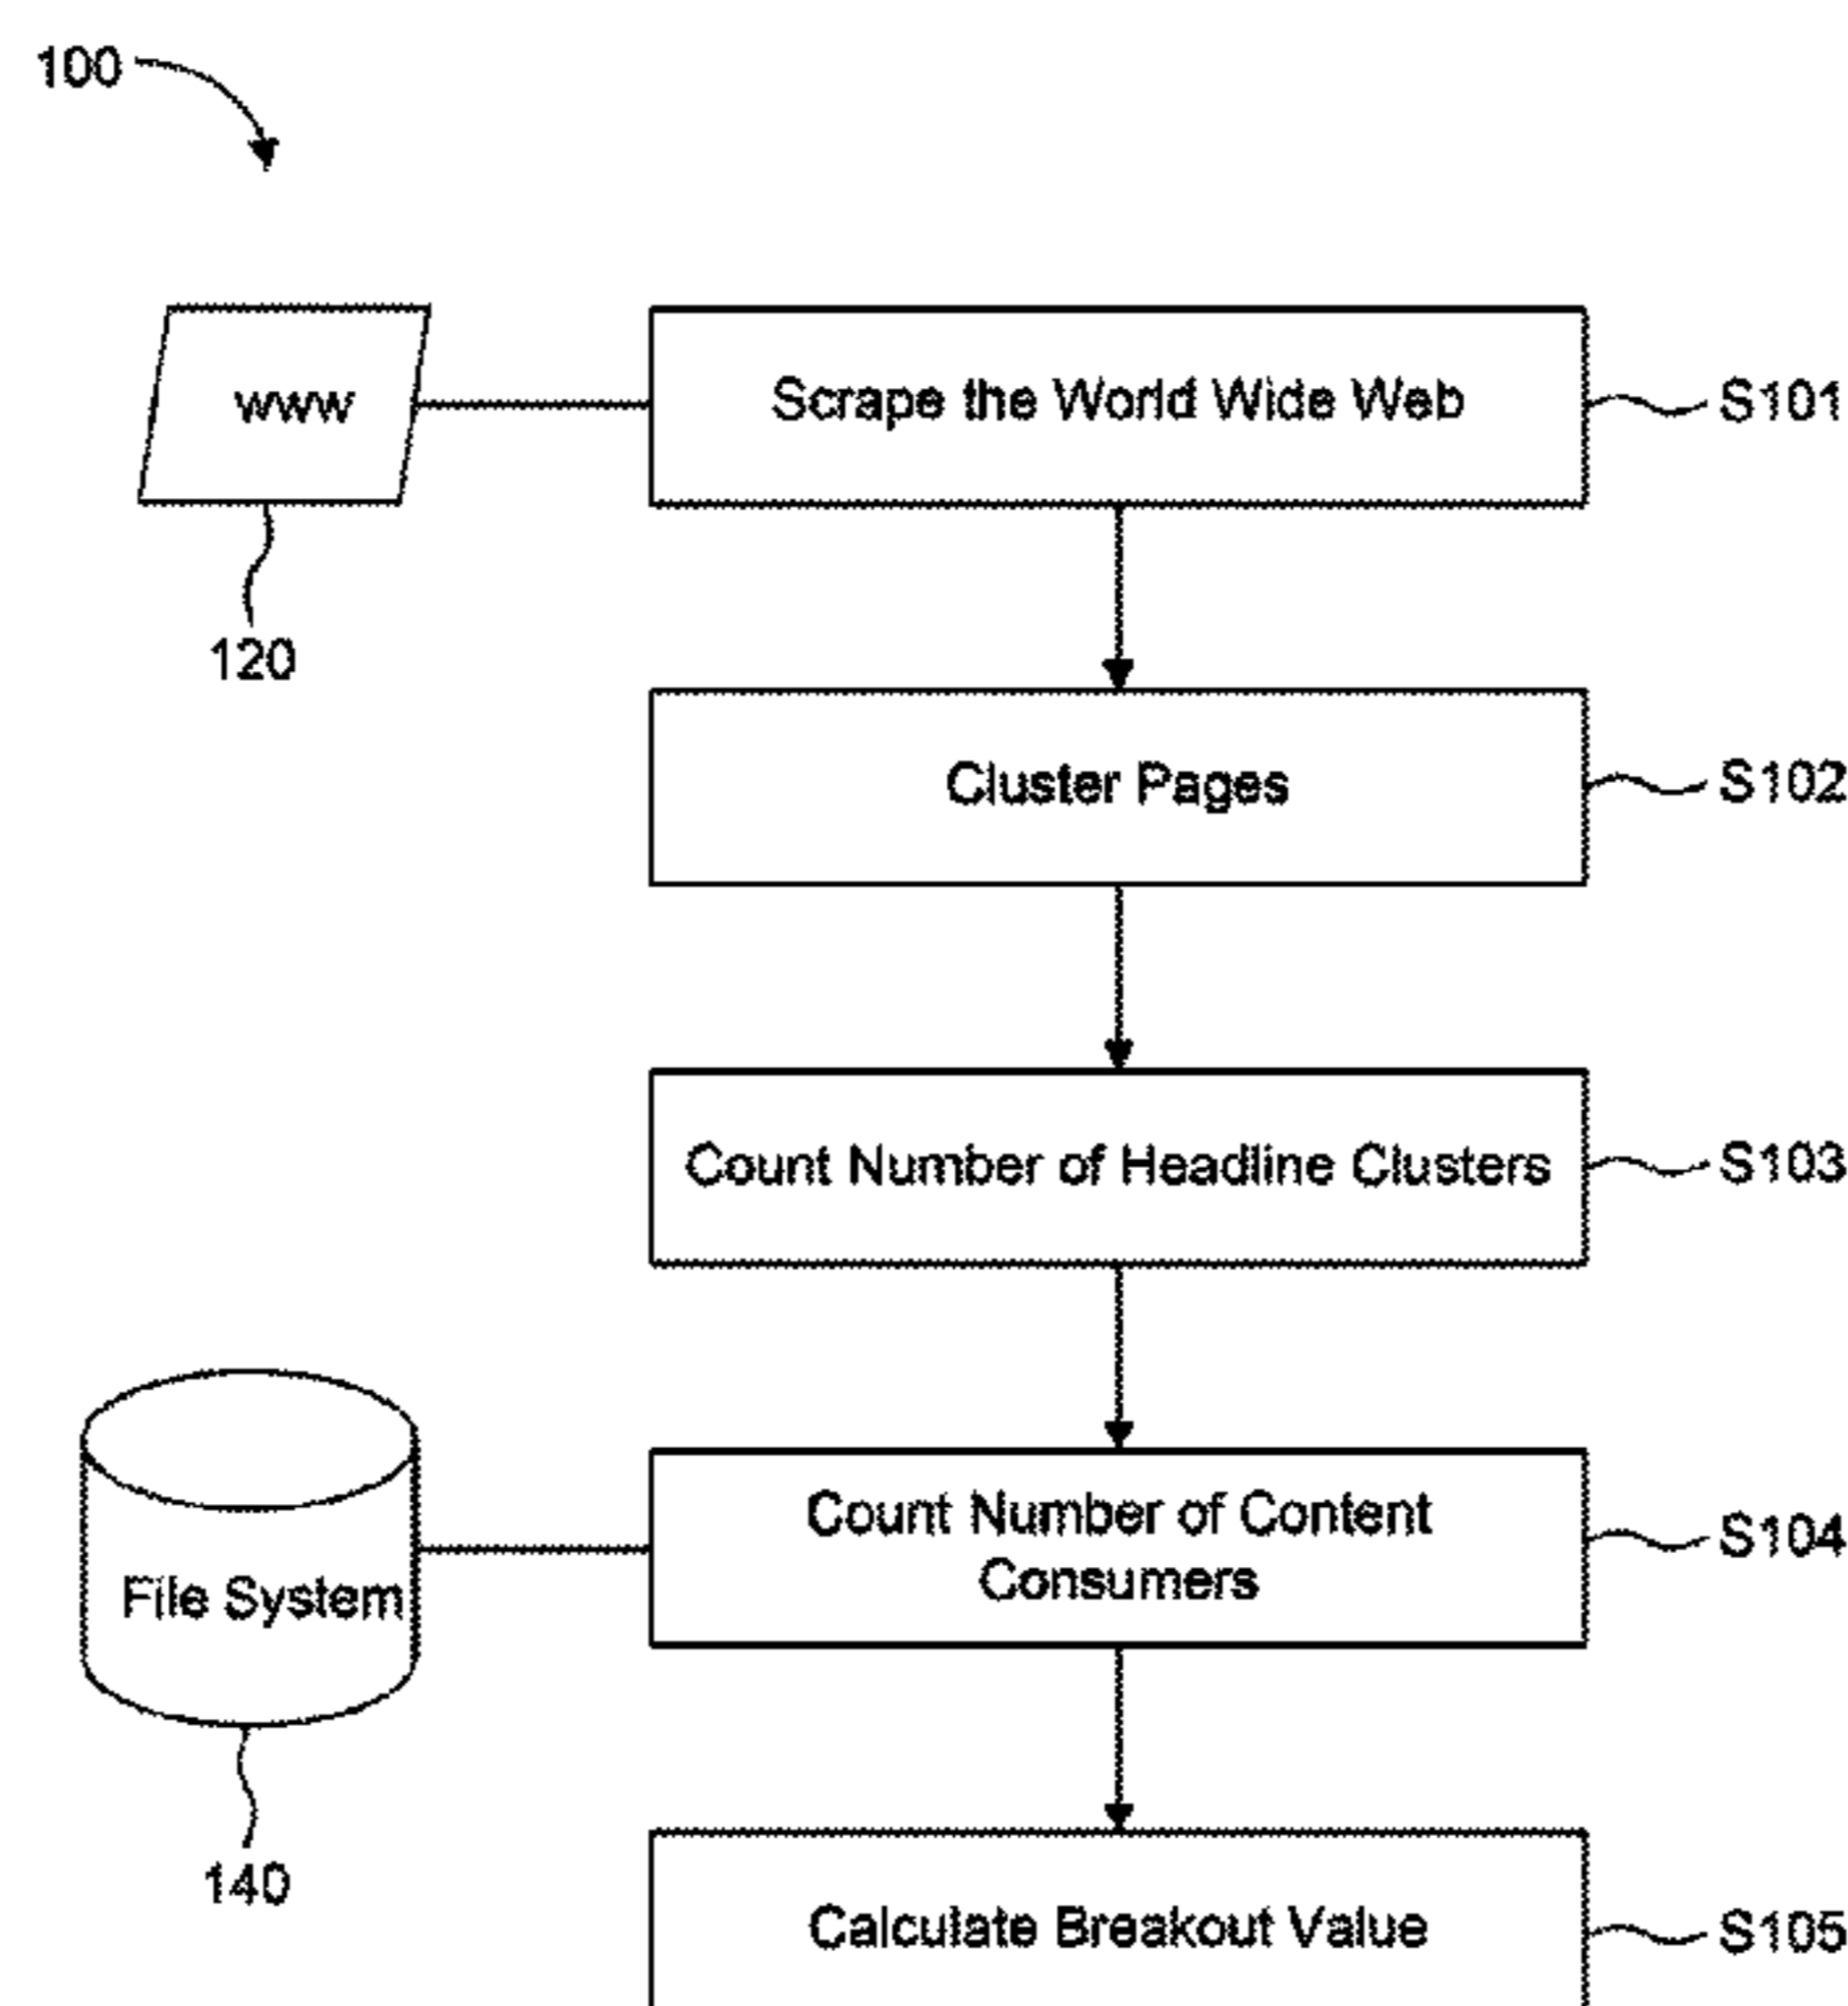 100
www
Scrape the World Wide Web
S101
120
Cluster Pages
S102
Count Number of Headline Clusters
S103
File System
Count Number of Content
Consumers
S104
140
Calculate Breakout Value
S105